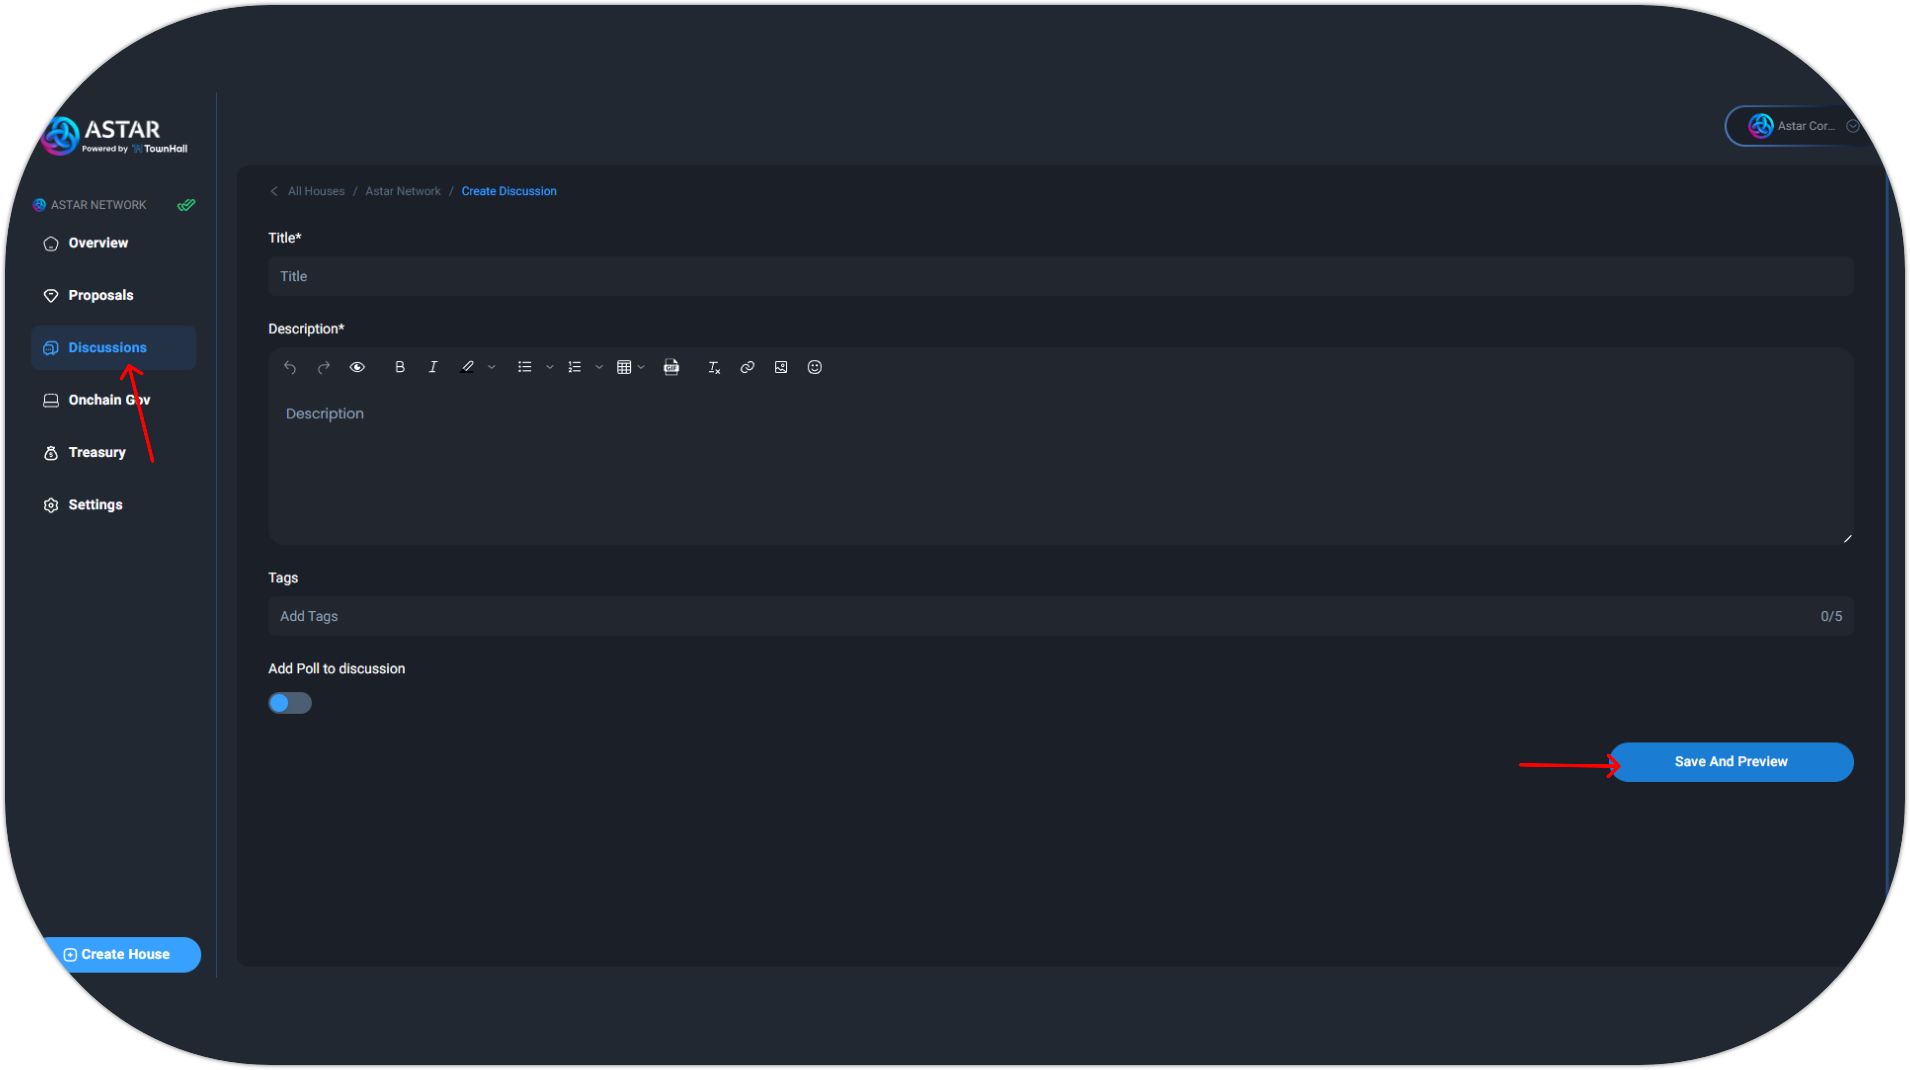 ASTAR
Powered by TownHall
Astar Cor...
All Houses / Astar Network / Create Discussion
ASTAR NETWORK
Overview
Proposals
Discussions
Onchain Gov
Treasury
Settings
Create House
Title*
Title
Description*
B I GIF
Description
Tags
Add Tags 0/5
Add Poll to discussion
Save And Preview